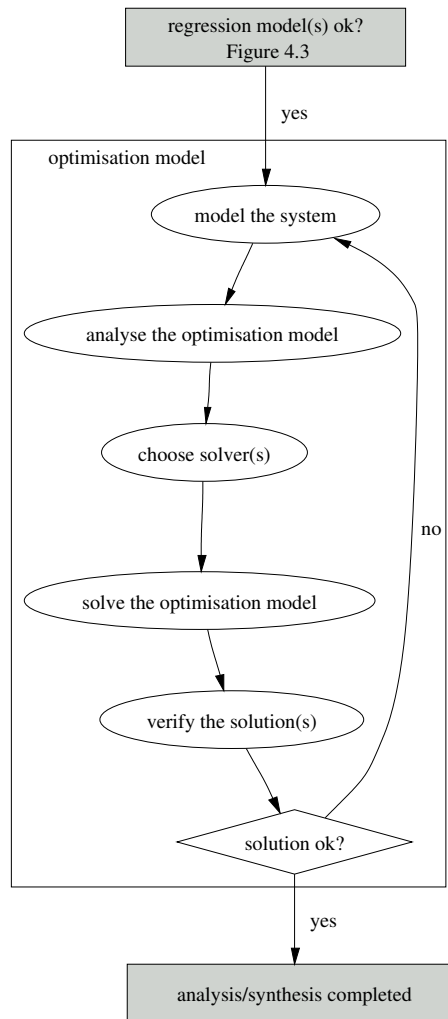 regression model(s) ok?
Figure 4.3
yes
optimisation model
model the system
analyse the optimisation model
choose solver(s)
no
solve the optimisation model
verify the solution(s)
solution ok?
yes
analysis/synthesis completed